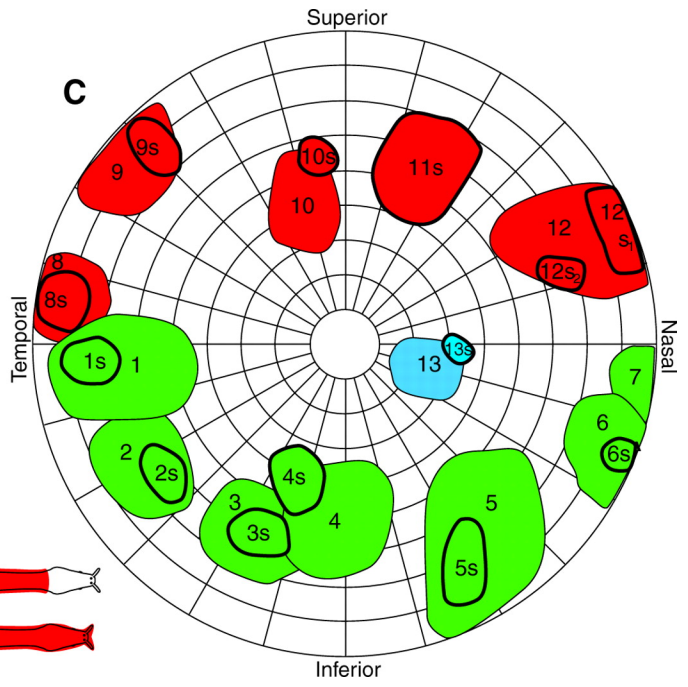 Superior
C
9s
9
10s
10
11s
12
12
s1
12s2
8
8s
Temporal
Nasal
1s
1
13
13s
7
6
6s
2
2s
3
3s
4s
4
5
5s
Inferior